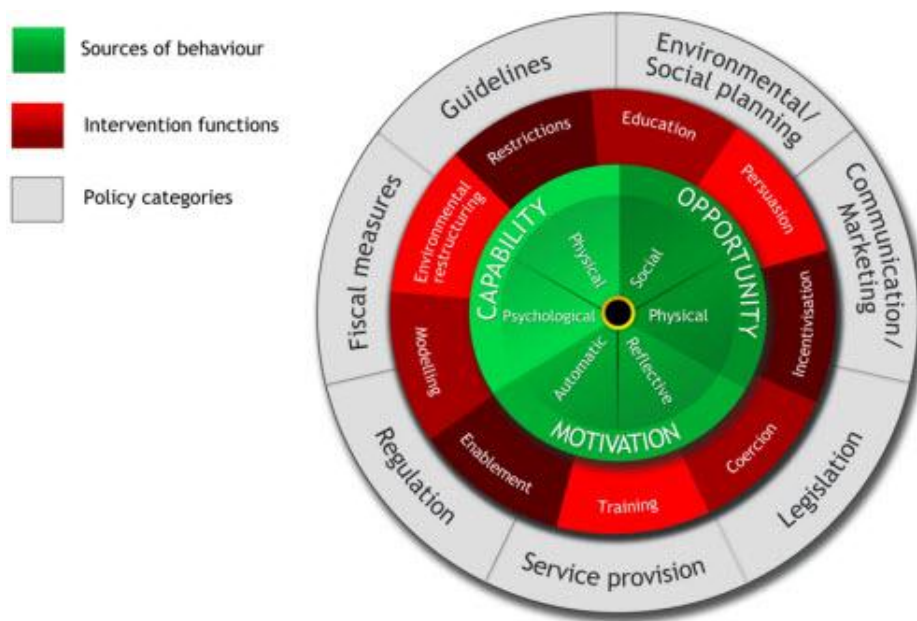 Sources of behaviour
Intervention functions
Policy categories
Guidelines
Environmental/
Social planning
Communication/
Marketing
Legislation
Service provision
Regulation
Fiscal measures
Restrictions
Education
Persuasion
Incentivisation
Coercion
Training
Enablement
Modelling
Environmental
restructuring
CAPABILITY
OPPORTUNITY
MOTIVATION
Physical
Social
Psychological
Physical
Automatic
Reflective